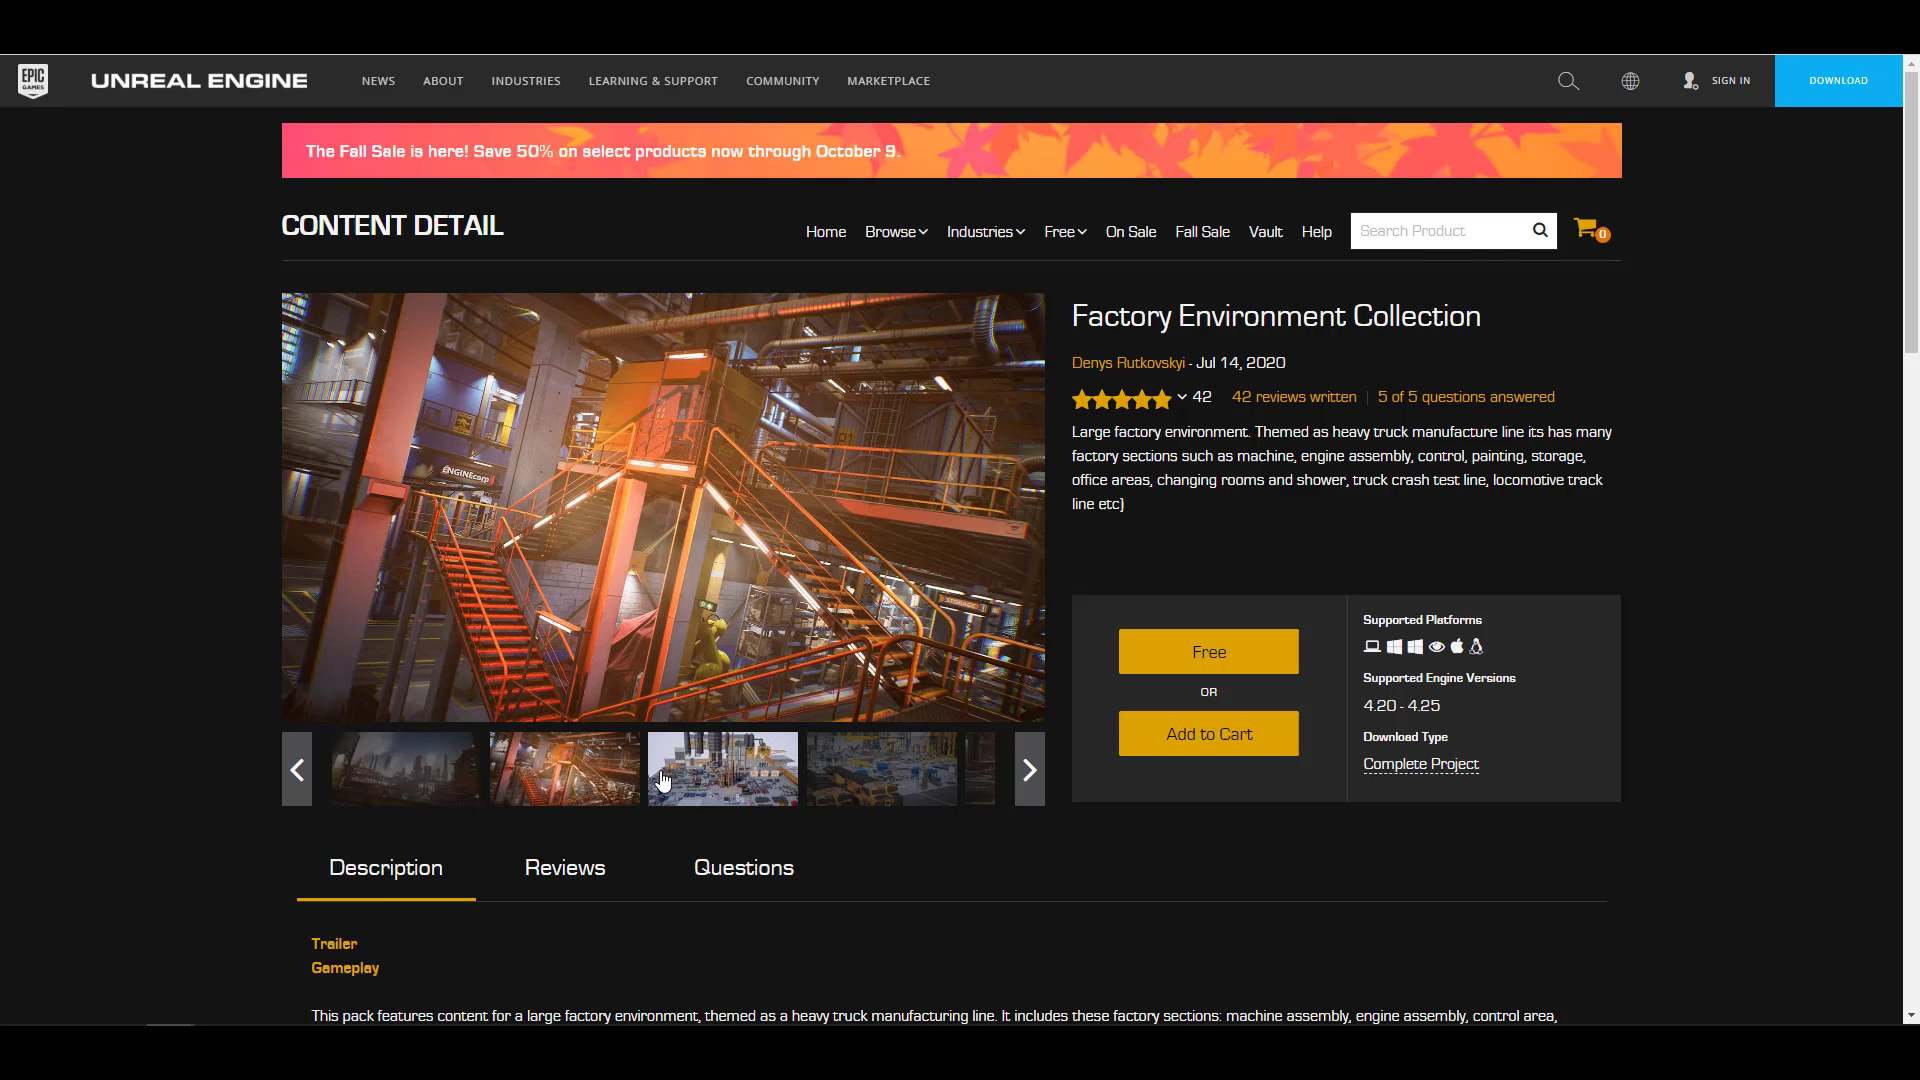 EPIC GAMES
UNREAL ENGINE
NEWS ABOUT INDUSTRIES LEARNING & SUPPORT COMMUNITY MARKETPLACE
SIGN IN
DOWNLOAD
The Fall Sale is here! Save 50% on select products now through October 9.
CONTENT DETAIL
Home Browse Industries Free On Sale Fall Sale Vault Help
Search Product
0
ENGINEcorp
STORAGE
Factory Environment Collection
Denys Rutkovskyi - Jul 14, 2020
42 42 reviews written | 5 of 5 questions answered
Large factory environment. Themed as heavy truck manufacture line its has many
factory sections such as machine, engine assembly, control, painting, storage,
office areas, changing rooms and shower, truck crash test line, locomotive track
line etc)
Free
OR
Add to Cart
Supported Platforms
Supported Engine Versions
4.20 - 4.25
Download Type
Complete Project
Description Reviews Questions
Trailer
Gameplay
This pack features content for a large factory environment, themed as a heavy truck manufacturing line. It includes these factory sections: machine assembly, engine assembly, control area,